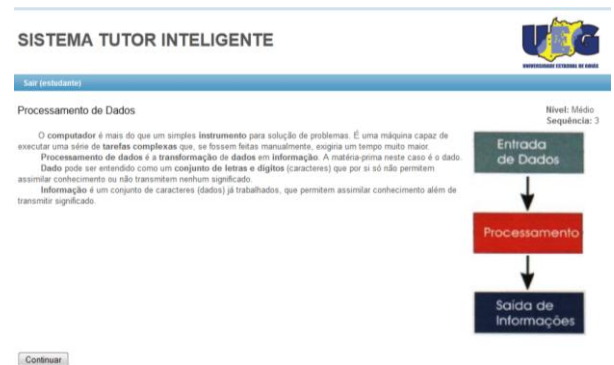 SISTEMA TUTOR INTELIGENTE
UEG
UNIVERSIDADE ESTADUAL DE GOIÁS
Sair (estudante)
Processamento de Dados
Nível: Médio
Sequência: 3
O computador é mais do que um simples instrumento para solução de problemas. É uma máquina capaz de
executar uma série de tarefas complexas que, se fossem feitas manualmente, exigiria um tempo muito maior.
Processamento de dados é a transformação de dados em informação. A matéria-prima neste caso é o dado.
Dado pode ser entendido como um conjunto de letras e dígitos (caracteres) que por si só não permitem
assimilar conhecimento ou não transmitem nenhum significado.
Informação é um conjunto de caracteres (dados) já trabalhados, que permitem assimilar conhecimento além de
transmitir significado.
Entrada
de Dados
Processamento
Saída de
Informações
Continuar